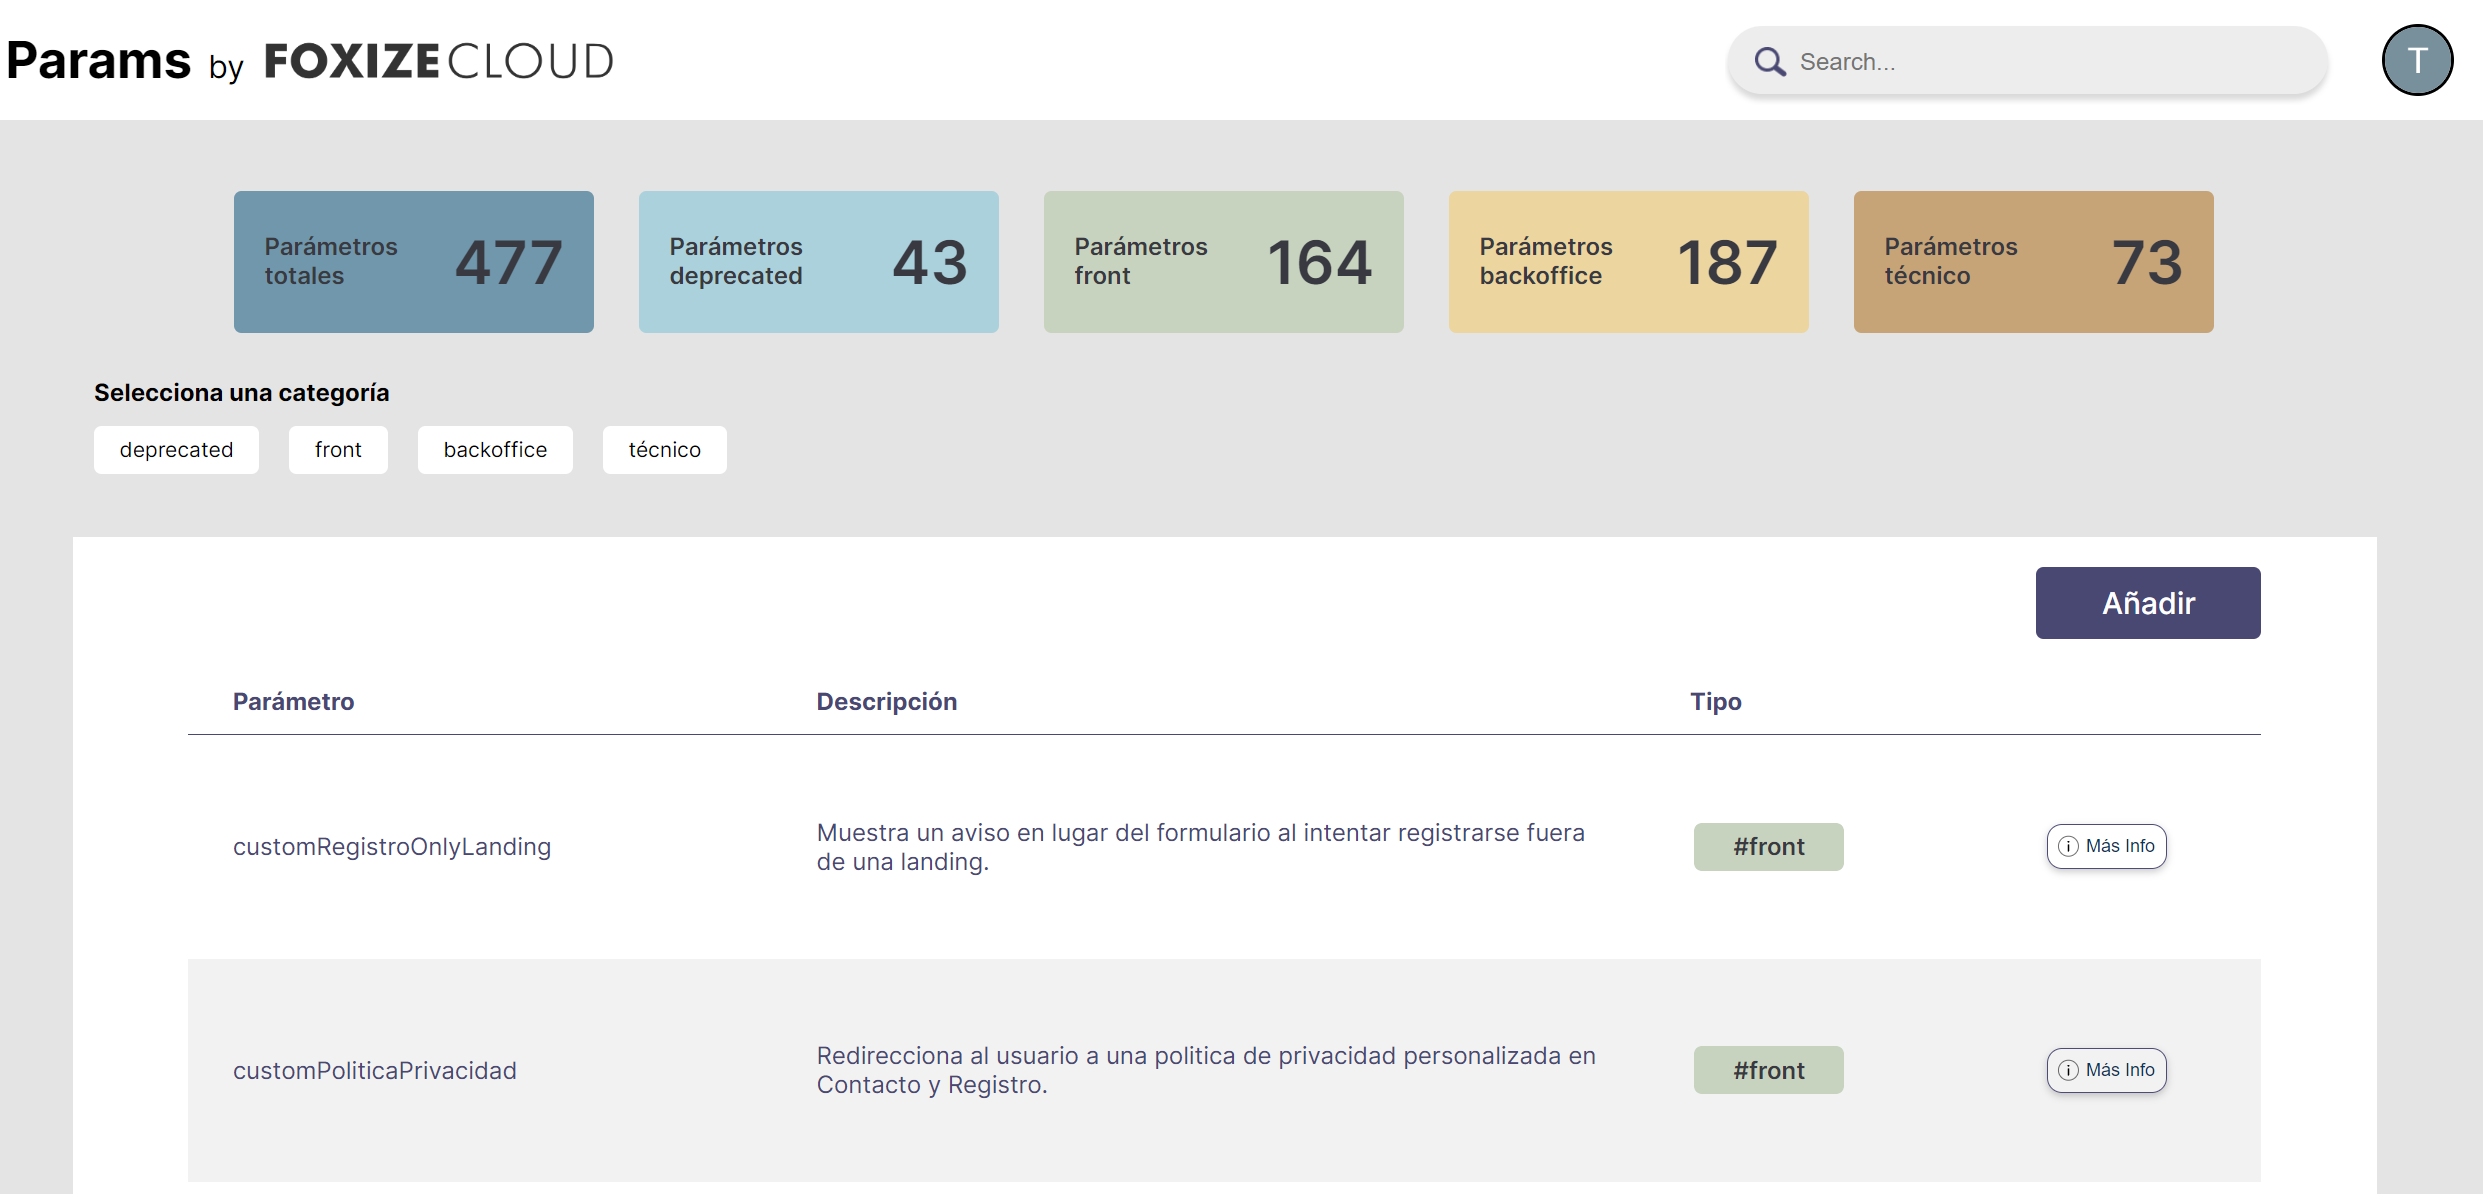 Params by FOXIZE CLOUD
Search...
T
Parámetros
totales
477
Parámetros
deprecated
43
Parámetros
front
164
Parámetros
backoffice
187
Parámetros
técnico
73
Selecciona una categoría
deprecated
front
backoffice
técnico
Añadir
Parámetro
Descripción
Tipo
customRegistroOnlyLanding
Muestra un aviso en lugar del formulario al intentar registrarse fuera
de una landing.
#front
Más Info
customPoliticaPrivacidad
Redirecciona al usuario a una politica de privacidad personalizada en
Contacto y Registro.
#front
Más Info